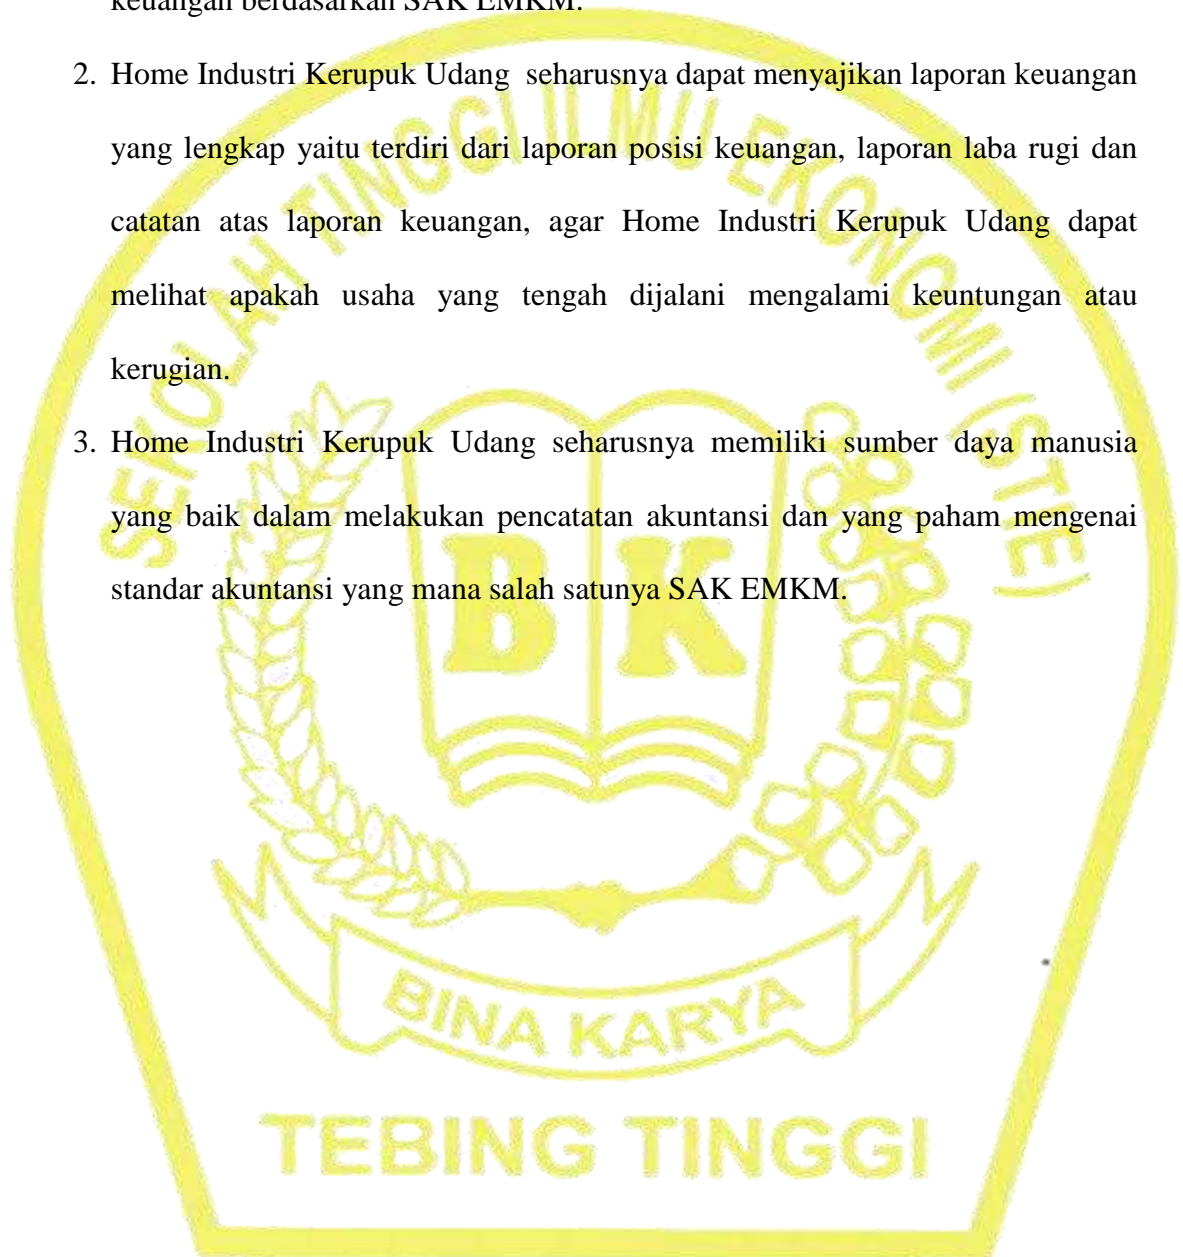 keuangan berdasarkan SAK EMKM.
2. Home Industri Kerupuk Udang seharusnya dapat menyajikan laporan keuangan
yang lengkap yaitu terdiri dari laporan posisi keuangan, laporan laba rugi dan
catatan atas laporan keuangan, agar Home Industri Kerupuk Udang dapat
melihat apakah usaha yang tengah dijalani mengalami keuntungan atau
kerugian.
3. Home Industri Kerupuk Udang seharusnya memiliki sumber daya manusia
yang baik dalam melakukan pencatatan akuntansi dan yang paham mengenai
standar akuntansi yang mana salah satunya SAK EMKM.
SEKOLAH TINGGI ILMU EKONOMI (STIE)
B K
BINA KARYA
TEBING TINGGI